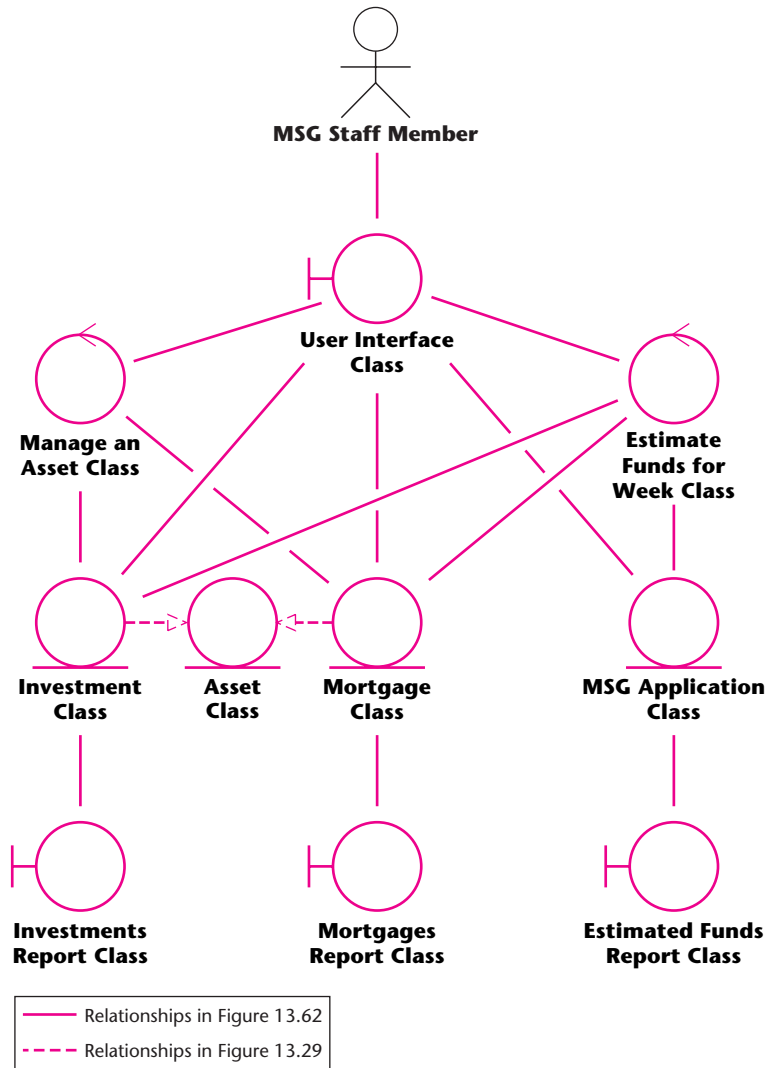 MSG Staff Member
User Interface
Class
Manage an
Asset Class
Estimate
Funds for
Week Class
Investment
Class
Asset
Class
Mortgage
Class
MSG Application
Class
Investments
Report Class
Mortgages
Report Class
Estimated Funds
Report Class
Relationships in Figure 13.62
Relationships in Figure 13.29